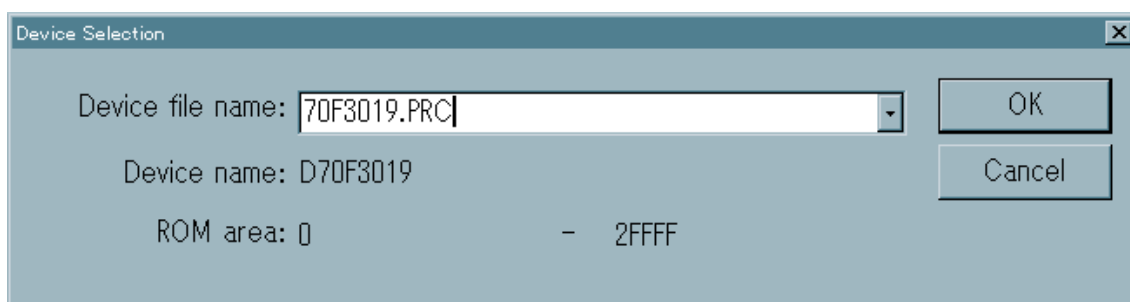 Device Selection
Device file name: 70F3019.PRC OK
Device name: D70F3019 Cancel
ROM area: 0 - 2FFFF